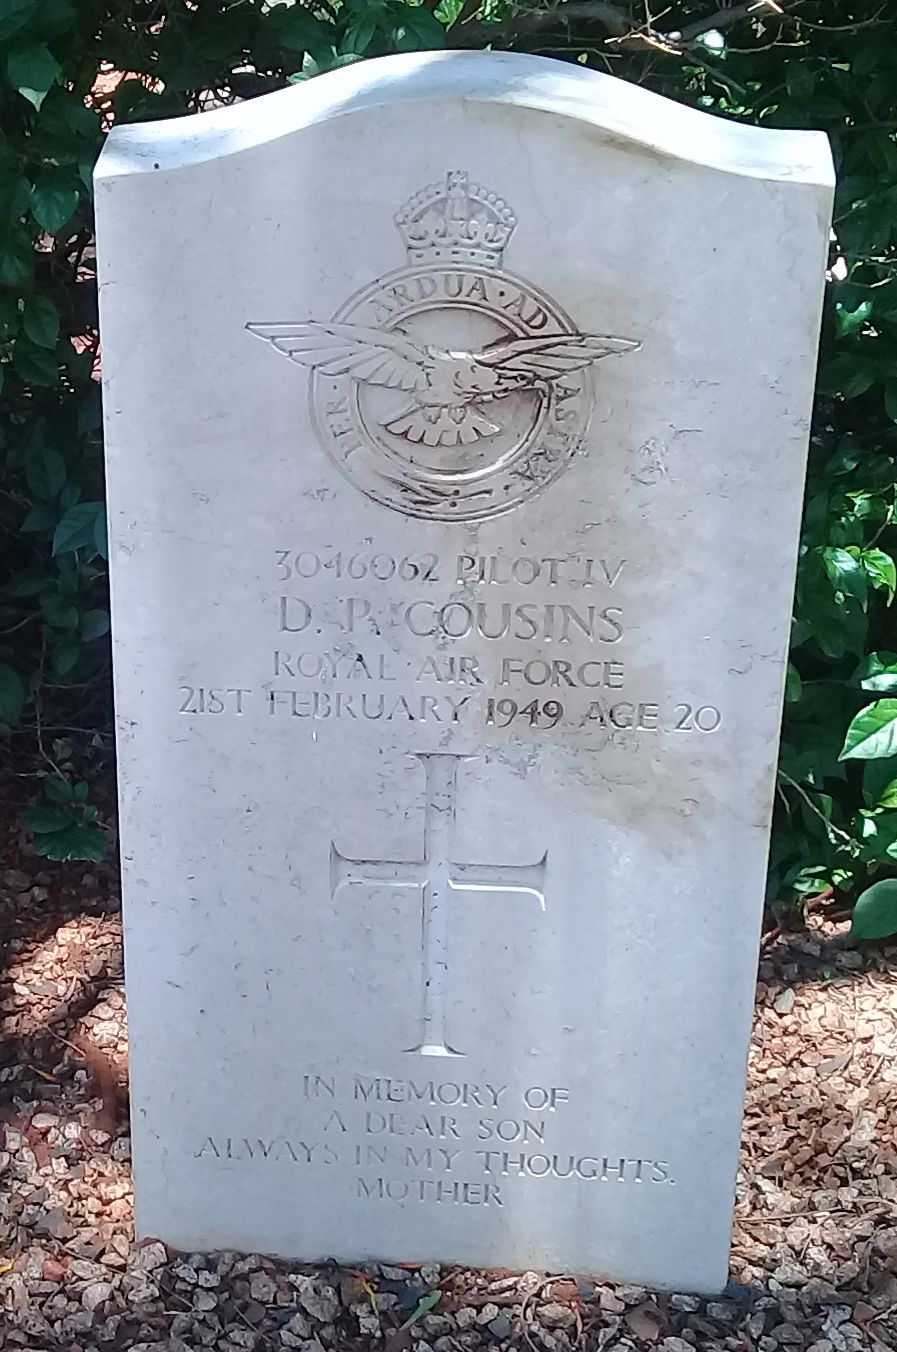 PER ARDUA · AD ASTRA
3046062 PILOT IV
D. P. COUSINS
ROYAL AIR FORCE
21ST FEBRUARY 1949 AGE 20
IN MEMORY OF
A DEAR SON
ALWAYS IN MY THOUGHTS.
MOTHER